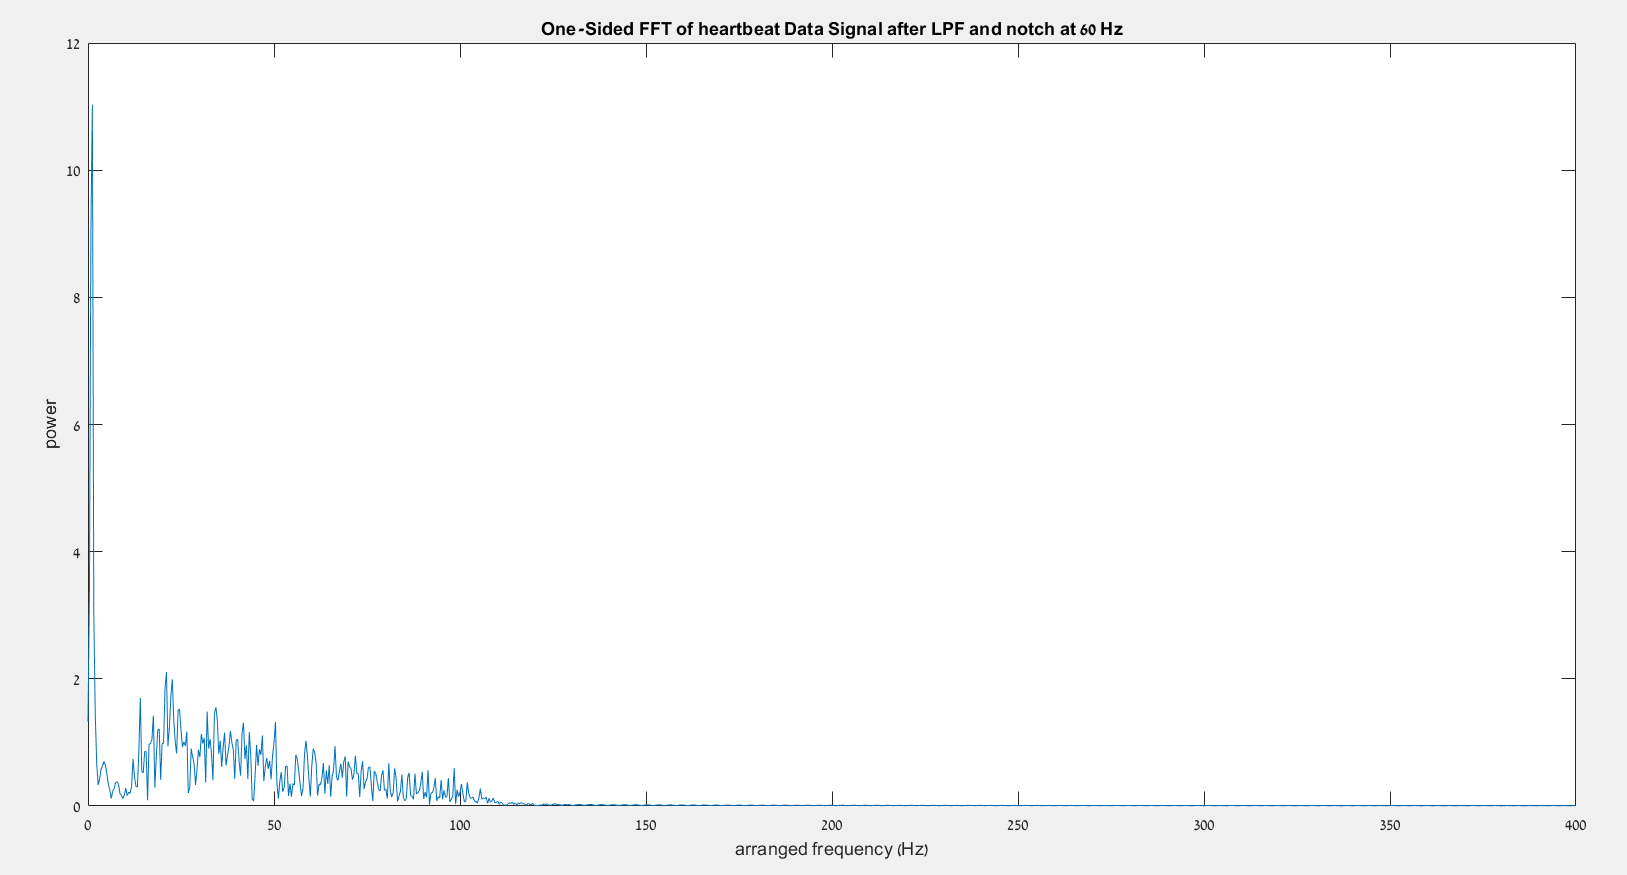 One-Sided FFT of heartbeat Data Signal after LPF and notch at 60 Hz
12
10
8
6
4
2
0
power
0 50 100 150 200 250 300 350 400
arranged frequency (Hz)